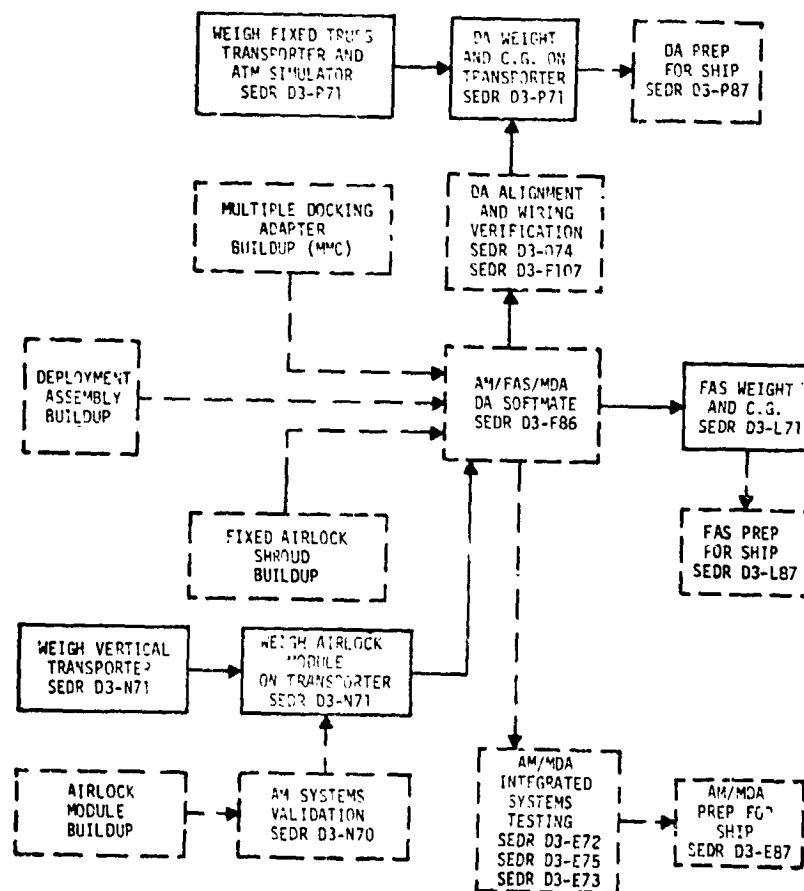 WEIGH FIXED TRUSS
TRANSPORTER AND
ATM SIMULATOR
SEDR D3-P71
DA WEIGHT
AND C.G. ON
TRANSPORTER
SEDR D3-P71
DA PREP
FOR SHIP
SEDR D3-P87
MULTIPLE DOCKING
ADAPTER
BUILDUP (MMC)
DA ALIGNMENT
AND WIRING
VERIFICATION
SEDR D3-074
SEDR D3-F107
DEPLOYMENT
ASSEMBLY
BUILDUP
AM/FAS/MDA
DA SOFTMATE
SEDR D3-F86
FAS WEIGHT
AND C.G.
SEDR D3-L71
FIXED AIRLOCK
SHROUD
BUILDUP
FAS PREP
FOR SHIP
SEDR D3-L87
WEIGH VERTICAL
TRANSPORTER
SEDR D3-N71
WEIGH AIRLOCK
MODULE
ON TRANSPORTER
SEDR D3-N71
AIRLOCK
MODULE
BUILDUP
AM SYSTEMS
VALIDATION
SEDR D3-N70
AM/MDA
INTEGRATED
SYSTEMS
TESTING
SEDR D3-E72
SEDR D3-E75
SEDR D3-E73
AM/MDA
PREP FOR
SHIP
SEDR D3-E87